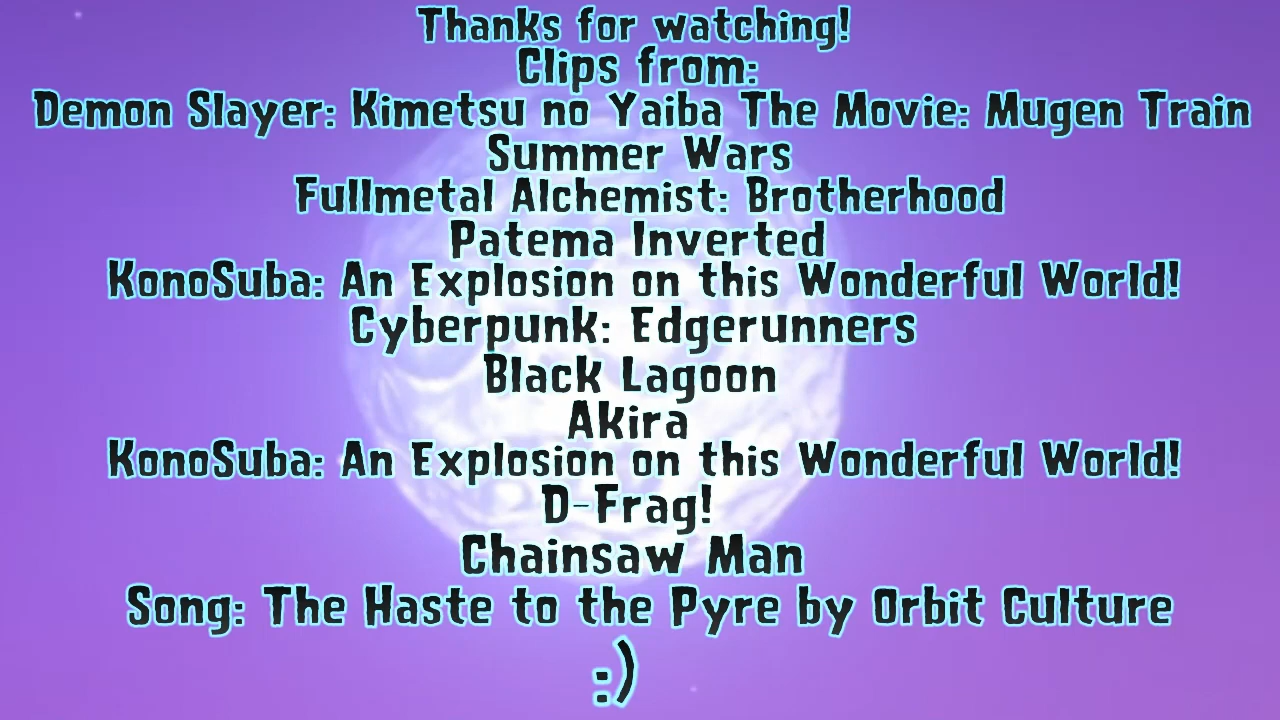 Thanks for watching!
Clips from:
Demon Slayer: Kimetsu no Yaiba The Movie: Mugen Train
Summer Wars
Fullmetal Alchemist: Brotherhood
Patema Inverted
KonoSuba: An Explosion on this Wonderful World!
Cyberpunk: Edgerunners
Black Lagoon
Akira
KonoSuba: An Explosion on this Wonderful World!
D-Frag!
Chainsaw Man
Song: The Haste to the Pyre by Orbit Culture
:)